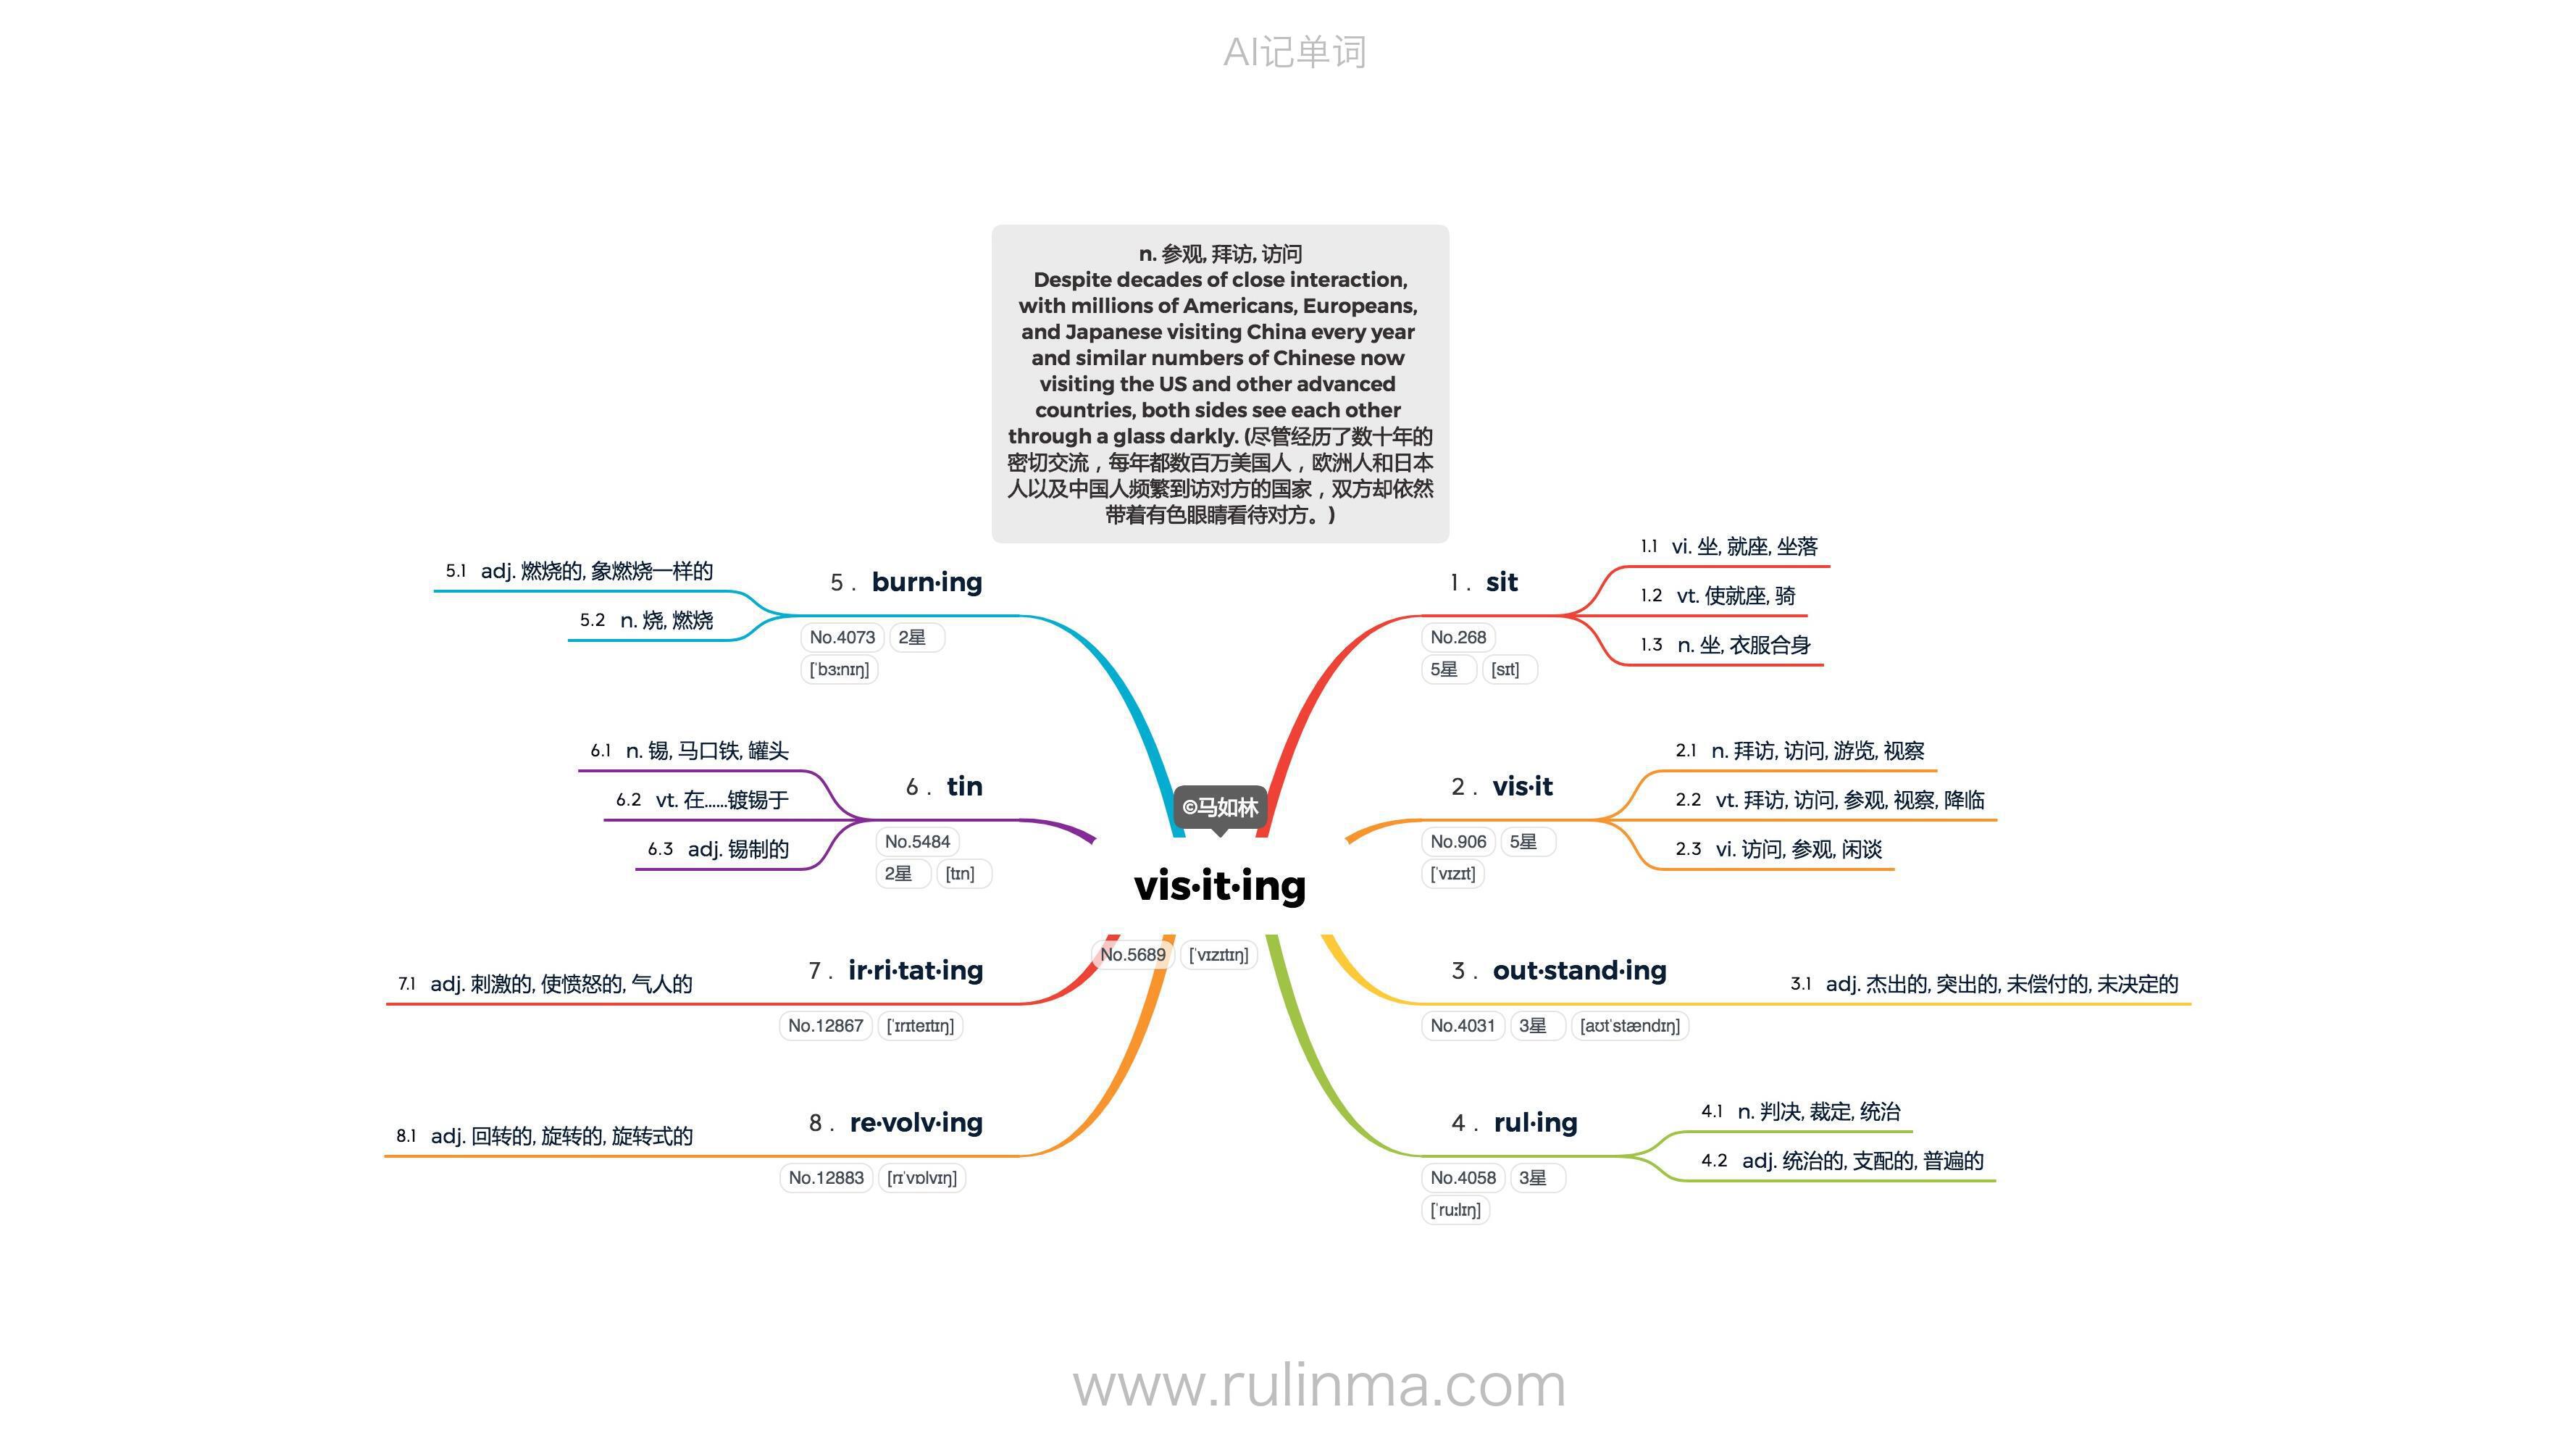 AI记单词
n. 参观, 拜访, 访问
Despite decades of close interaction,
with millions of Americans, Europeans,
and Japanese visiting China every year
and similar numbers of Chinese now
visiting the US and other advanced
countries, both sides see each other
through a glass darkly. (尽管经历了数十年的
密切交流，每年都数百万美国人，欧洲人和日本
人以及中国人频繁到访对方的国家，双方却依然
带着有色眼睛看待对方。)
©马如林
vis·it·ing
No.5689 [ˈvɪzɪtɪŋ]
1 . sit
No.268
5星 [sɪt]
1.1 vi. 坐, 就座, 坐落
1.2 vt. 使就座, 骑
1.3 n. 坐, 衣服合身
2 . vis·it
No.906 5星
[ˈvɪzɪt]
2.1 n. 拜访, 访问, 游览, 视察
2.2 vt. 拜访, 访问, 参观, 视察, 降临
2.3 vi. 访问, 参观, 闲谈
3 . out·stand·ing
No.4031 3星 [aʊtˈstændɪŋ]
3.1 adj. 杰出的, 突出的, 未偿付的, 未决定的
4 . rul·ing
No.4058 3星
[ˈruːlɪŋ]
4.1 n. 判决, 裁定, 统治
4.2 adj. 统治的, 支配的, 普遍的
5 . burn·ing
No.4073 2星
[ˈbɜːnɪŋ]
5.1 adj. 燃烧的, 象燃烧一样的
5.2 n. 烧, 燃烧
6 . tin
No.5484
2星 [tɪn]
6.1 n. 锡, 马口铁, 罐头
6.2 vt. 在……镀锡于
6.3 adj. 锡制的
7 . ir·ri·tat·ing
No.12867 [ˈɪrɪteɪtɪŋ]
7.1 adj. 刺激的, 使愤怒的, 气人的
8 . re·volv·ing
No.12883 [rɪˈvɒlvɪŋ]
8.1 adj. 回转的, 旋转的, 旋转式的
www.rulinma.com